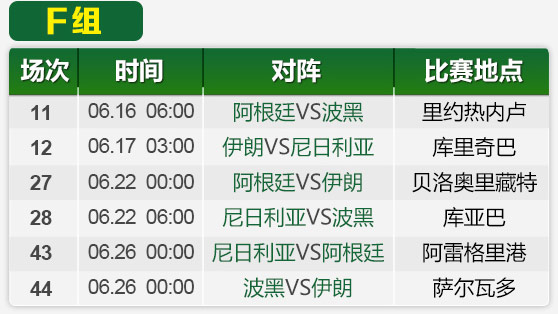 F组
场次 时间 对阵 比赛地点
11 06.16 06:00 阿根廷VS波黑 里约热内卢
12 06.17 03:00 伊朗VS尼日利亚 库里奇巴
27 06.22 00:00 阿根廷VS伊朗 贝洛奥里藏特
28 06.22 06:00 尼日利亚VS波黑 库亚巴
43 06.26 00:00 尼日利亚VS阿根廷 阿雷格里港
44 06.26 00:00 波黑VS伊朗 萨尔瓦多